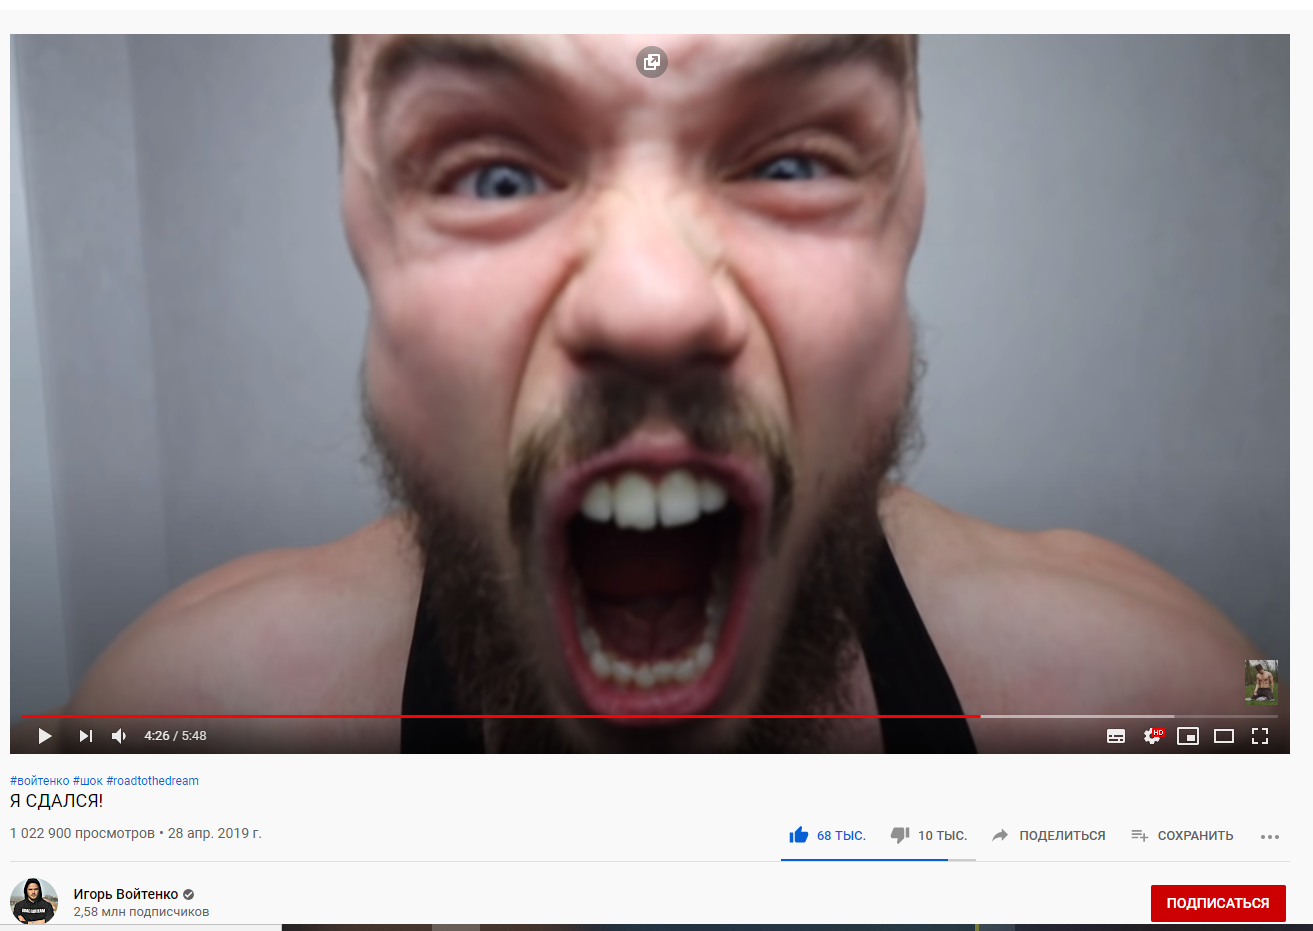 4:26 / 5:48
HD
#войтенко #шок #roadtothedream
Я СДАЛСЯ!
1 022 900 просмотров • 28 апр. 2019 г.
68 ТЫС. 10 ТЫС. ПОДЕЛИТЬСЯ СОХРАНИТЬ
Игорь Войтенко
2,58 млн подписчиков
ПОДПИСАТЬСЯ